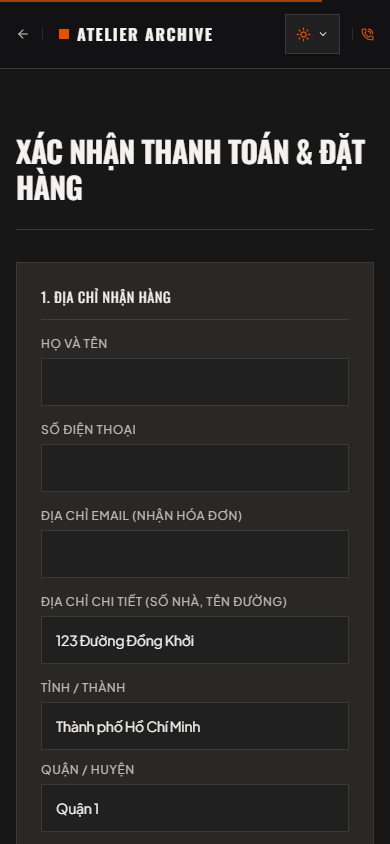 ATELIER ARCHIVE
XÁC NHẬN THANH TOÁN & ĐẶT
HÀNG
1. ĐỊA CHỈ NHẬN HÀNG
HỌ VÀ TÊN
SỐ ĐIỆN THOẠI
ĐỊA CHỈ EMAIL (NHẬN HÓA ĐƠN)
ĐỊA CHỈ CHI TIẾT (SỐ NHÀ, TÊN ĐƯỜNG)
123 Đường Đồng Khởi
TỈNH / THÀNH
Thành phố Hồ Chí Minh
QUẬN / HUYỆN
Quận 1